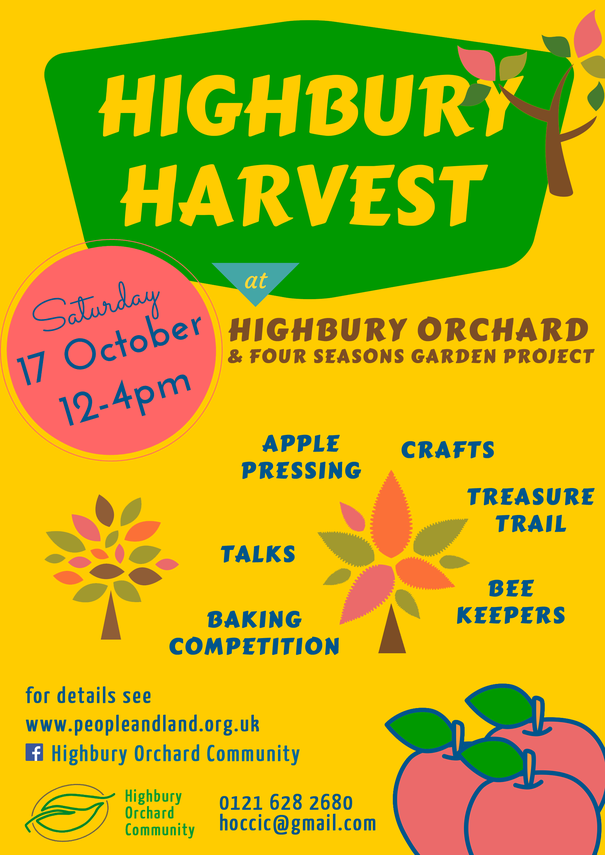 HIGHBURY
HARVEST
at
Saturday
17 October
12-4pm
HIGHBURY ORCHARD
& FOUR SEASONS GARDEN PROJECT
APPLE
PRESSING
CRAFTS
TREASURE
TRAIL
TALKS
BEE
KEEPERS
BAKING
COMPETITION
for details see
www.peopleandland.org.uk
f Highbury Orchard Community
Highbury
Orchard
Community
0121 628 2680
hoccic@gmail.com